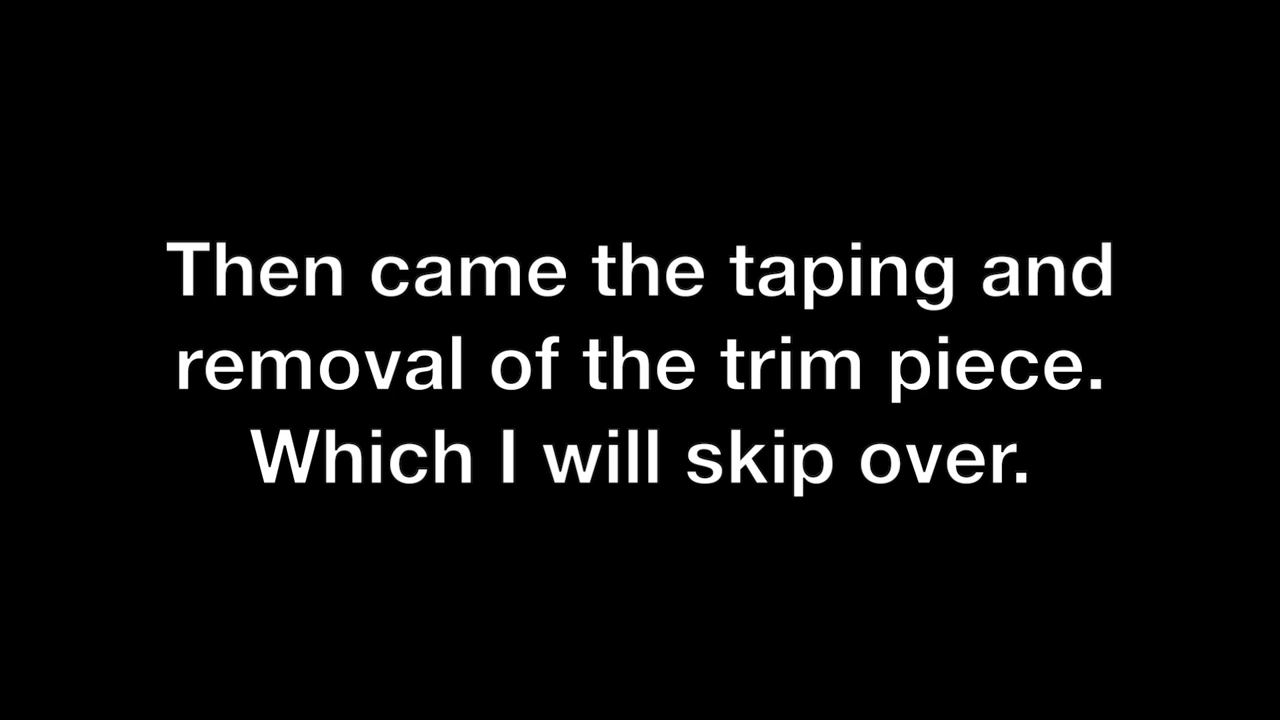 Then came the taping and
removal of the trim piece.
Which I will skip over.